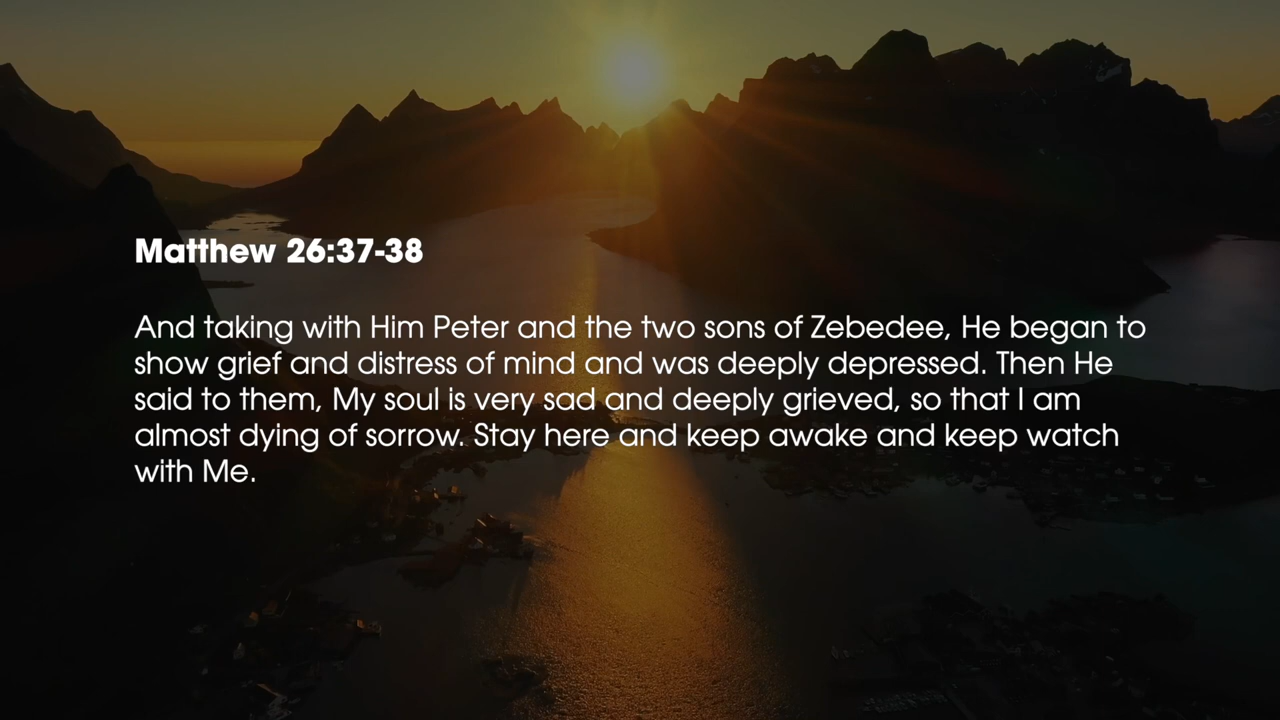 Matthew 26:37-38
And taking with Him Peter and the two sons of Zebedee, He began to
show grief and distress of mind and was deeply depressed. Then He
said to them, My soul is very sad and deeply grieved, so that I am
almost dying of sorrow. Stay here and keep awake and keep watch
with Me.